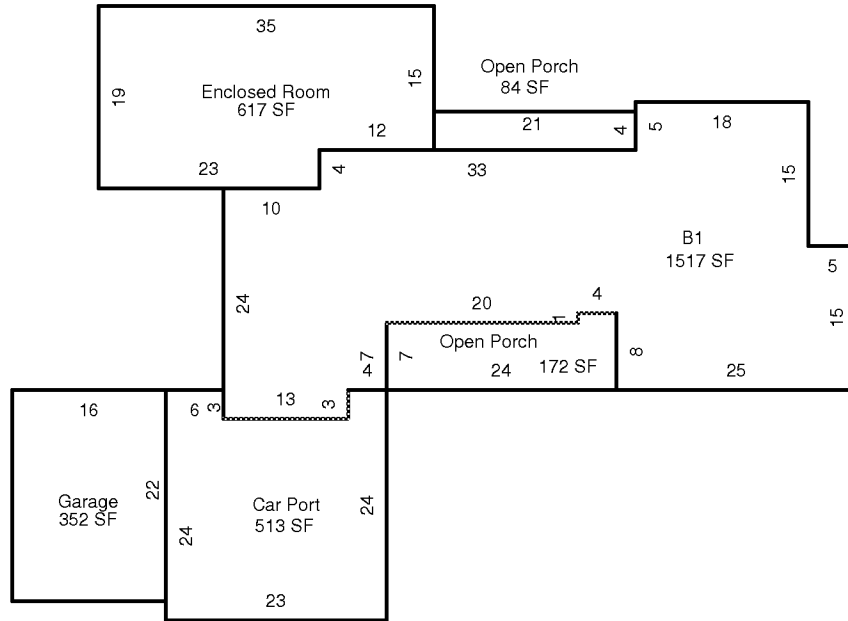 35
Open Porch
84 SF
15
19
Enclosed Room
617 SF
12
21
4
5
18
23
4
33
15
10
B1
1517 SF
5
24
20
1
4
15
Open Porch
172 SF
7
7
8
4
24
25
16
6
3
13
3
22
24
Garage
352 SF
Car Port
513 SF
24
23